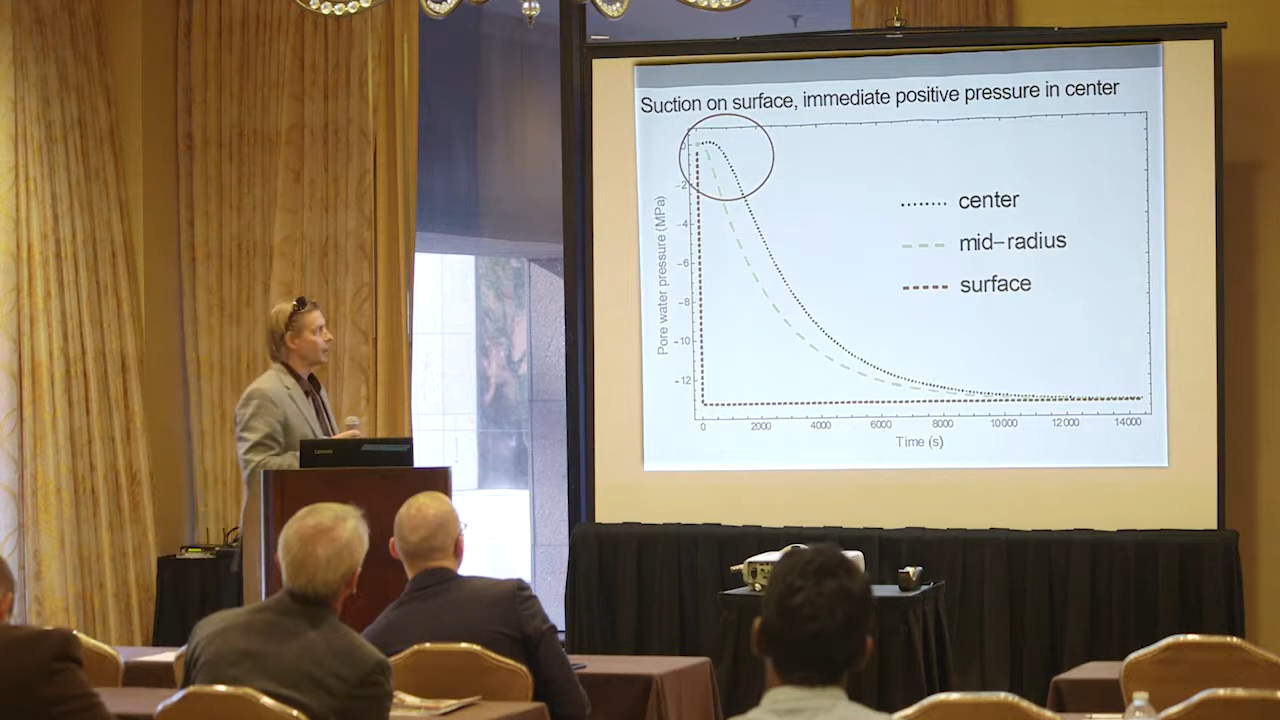 Suction on surface, immediate positive pressure in center
0
-2
-4
-6
-8
-10
-12
Pore water pressure (MPa)
center
mid-radius
surface
0 2000 4000 6000 8000 10000 12000 14000
Time (s)